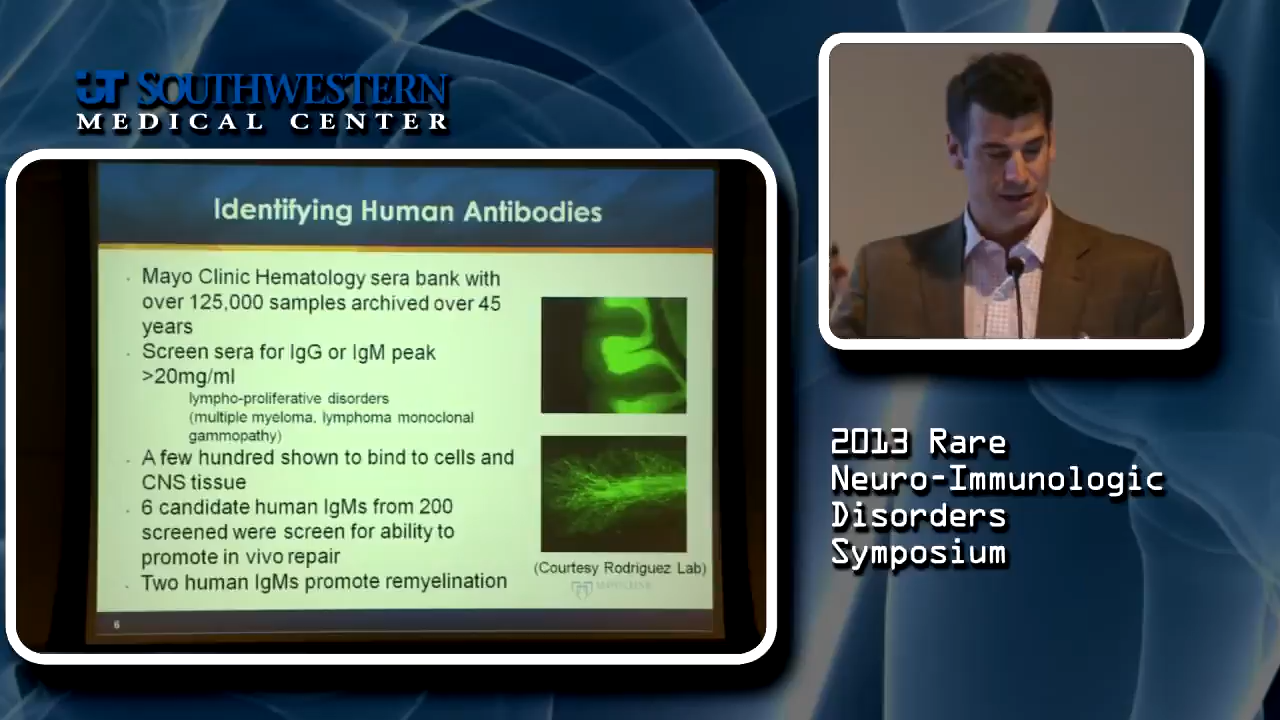 UT SOUTHWESTERN
MEDICAL CENTER
Identifying Human Antibodies
Mayo Clinic Hematology sera bank with
over 125,000 samples archived over 45
years
Screen sera for IgG or IgM peak
>20mg/ml
lympho-proliferative disorders
(multiple myeloma, lymphoma monoclonal
gammopathy)
A few hundred shown to bind to cells and
CNS tissue
6 candidate human IgMs from 200
screened were screen for ability to
promote in vivo repair
Two human IgMs promote remyelination
(Courtesy Rodriguez Lab)
MEDICINE
6
2013 Rare
Neuro-Immunologic
Disorders
Symposium